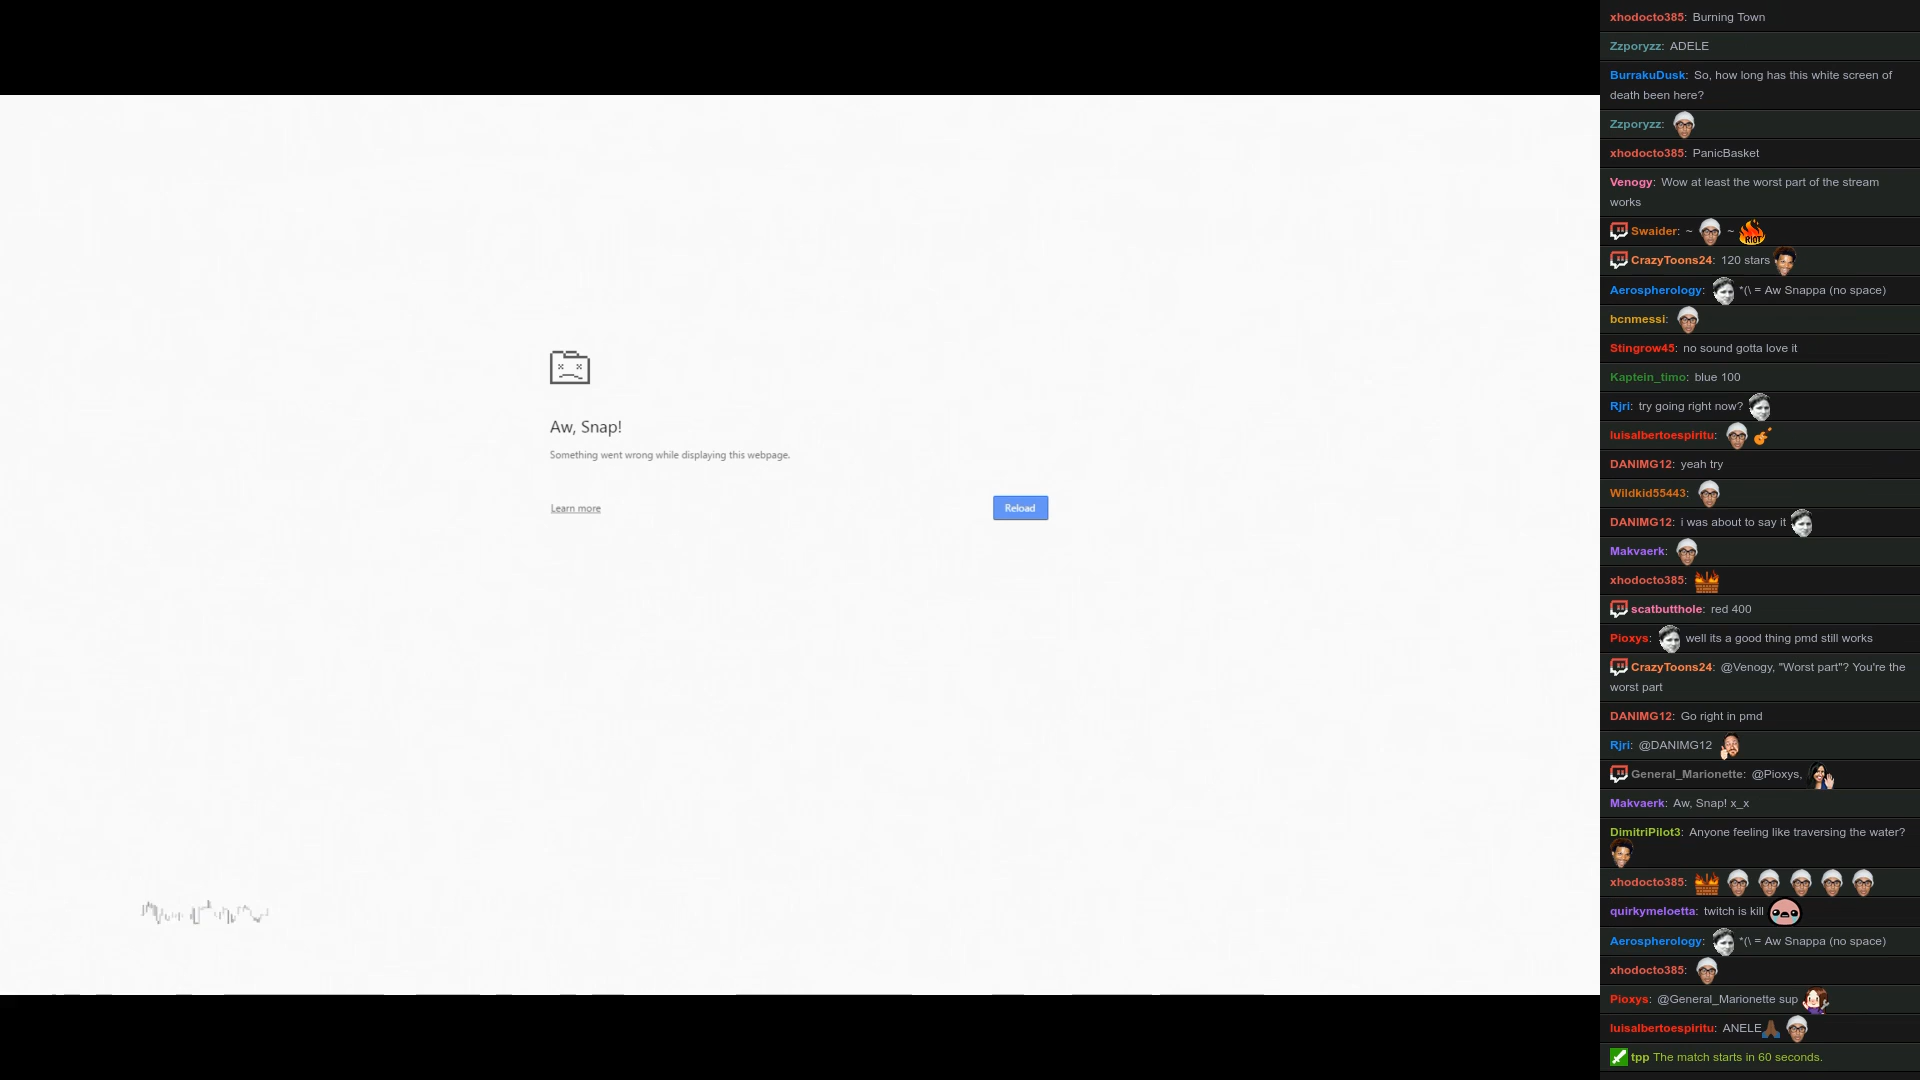 Aw, Snap!
Something went wrong while displaying this webpage.
Learn more
Reload
xhodocto385: Burning Town
Zzporyzz: ADELE
BurrakuDusk: So, how long has this white screen of
death been here?
Zzporyzz:
xhodocto385: PanicBasket
Venogy: Wow at least the worst part of the stream
works
Swaider: ~ ~ RIOT
CrazyToons24: 120 stars
Aerospherology: *(\ = Aw Snappa (no space)
bcnmessi:
Stingrow45: no sound gotta love it
Kaptein_timo: blue 100
Rjri: try going right now?
luisalbertoespiritu:
DANIMG12: yeah try
Wildkid55443:
DANIMG12: i was about to say it
Makvaerk:
xhodocto385:
scatbutthole: red 400
Pioxys: well its a good thing pmd still works
CrazyToons24: @Venogy, "Worst part"? You're the
worst part
DANIMG12: Go right in pmd
Rjri: @DANIMG12
General_Marionette: @Pioxys,
Makvaerk: Aw, Snap! x_x
DimitriPilot3: Anyone feeling like traversing the water?
xhodocto385:
quirkymeloetta: twitch is kill
Aerospherology: *(\ = Aw Snappa (no space)
xhodocto385:
Pioxys: @General_Marionette sup
luisalbertoespiritu: ANELE
tpp The match starts in 60 seconds.